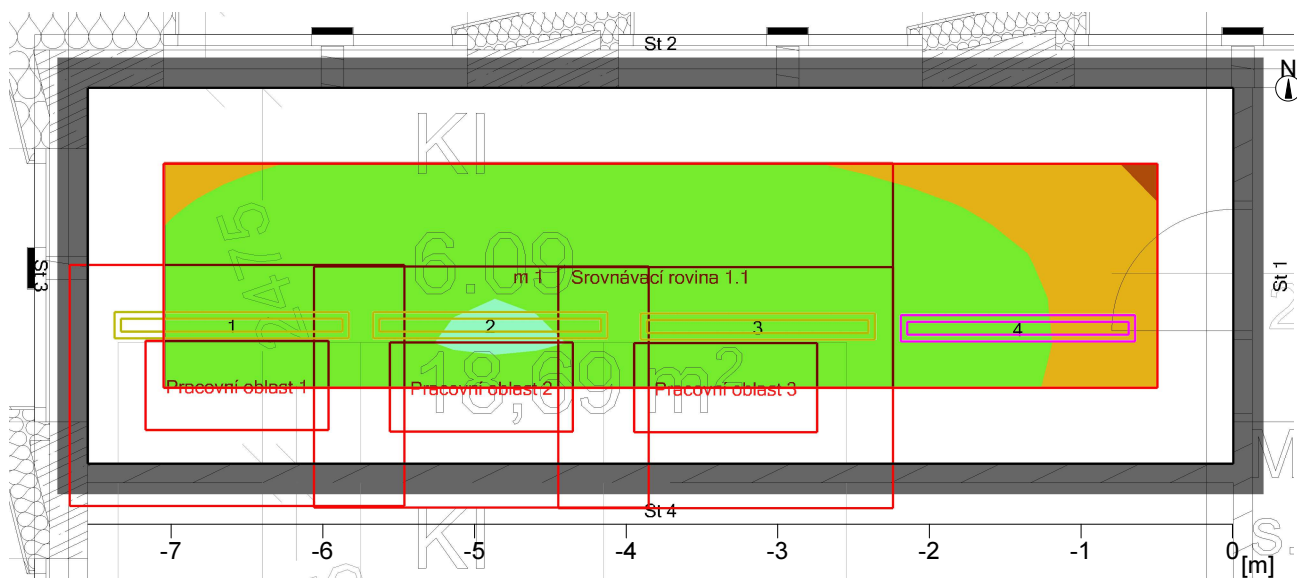 St 2
N
KI
6.09
2475
m 1 Srovnávací rovina 1.1
St 3
St 1
1
2
3
4
2
18,69 m2
Pracovní oblast 1
Pracovní oblast 2
Pracovní oblast 3
M
St 4
KI
S.
-7 -6 -5 -4 -3 -2 -1 0
[m]